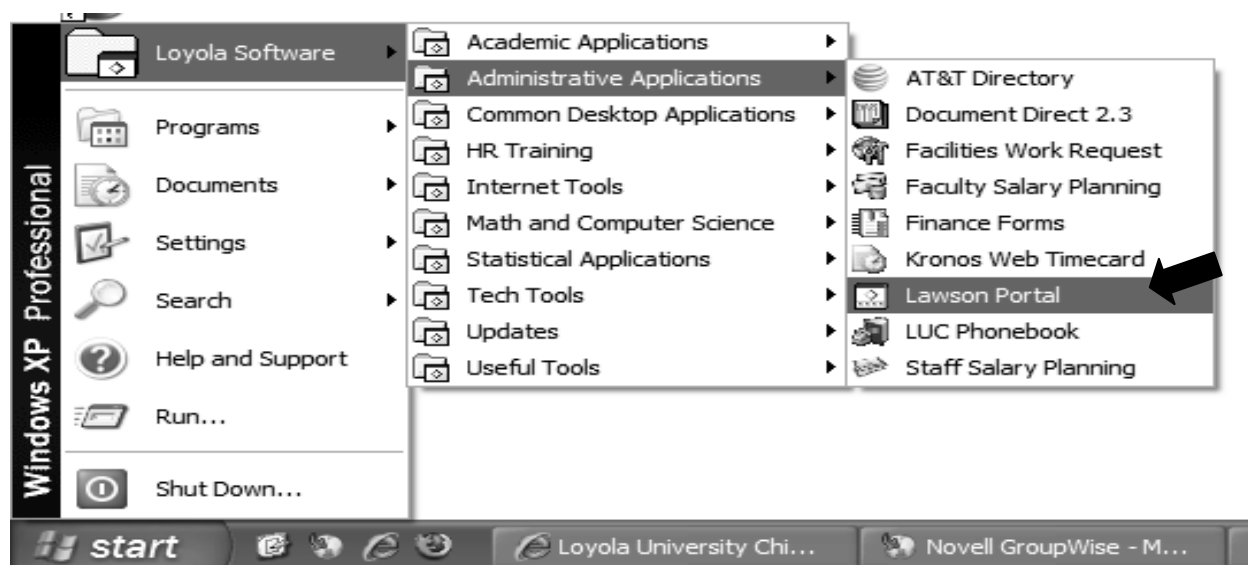 Windows XP Professional
Loyola Software
Programs
Documents
Settings
Search
Help and Support
Run...
Shut Down...
Academic Applications
Administrative Applications
Common Desktop Applications
HR Training
Internet Tools
Math and Computer Science
Statistical Applications
Tech Tools
Updates
Useful Tools
AT&T Directory
Document Direct 2.3
Facilities Work Request
Faculty Salary Planning
Finance Forms
Kronos Web Timecard
Lawson Portal
LUC Phonebook
Staff Salary Planning
start
Loyola University Chi...
Novell GroupWise - M...